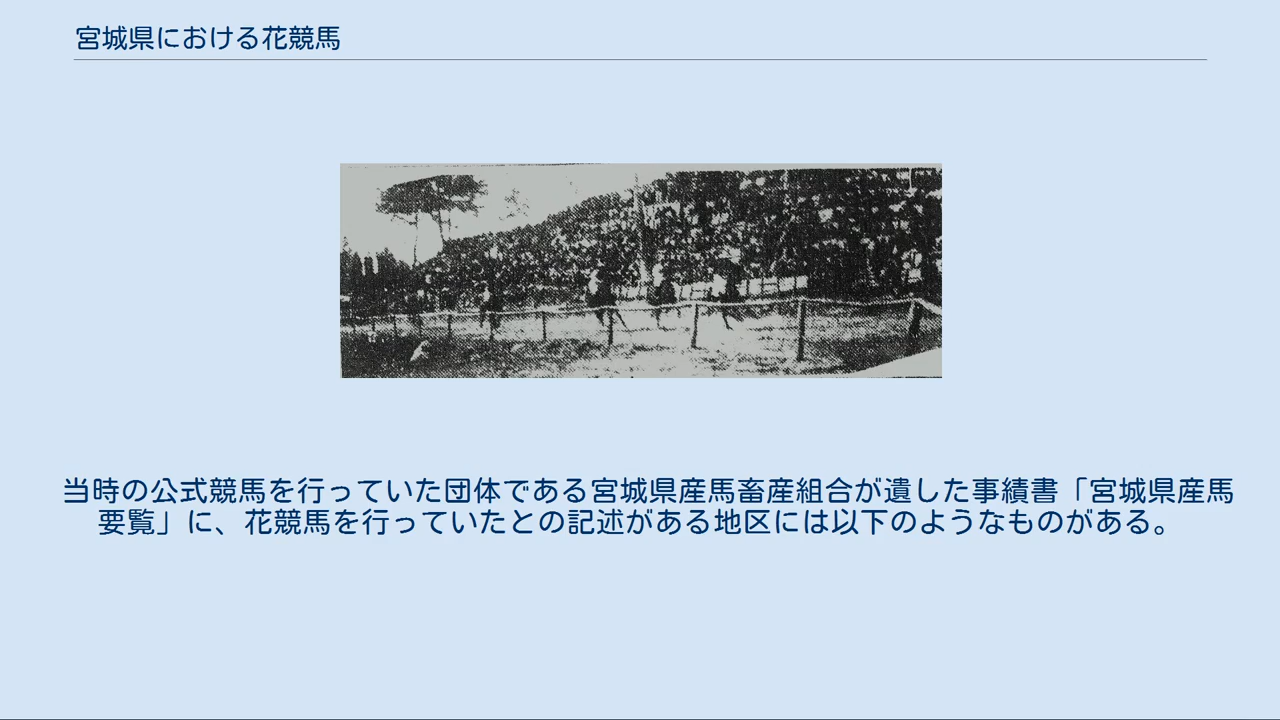 宮城県における花競馬
当時の公式競馬を行っていた団体である宮城県産馬畜産組合が遺した事績書「宮城県産馬
要覧」に、花競馬を行っていたとの記述がある地区には以下のようなものがある。